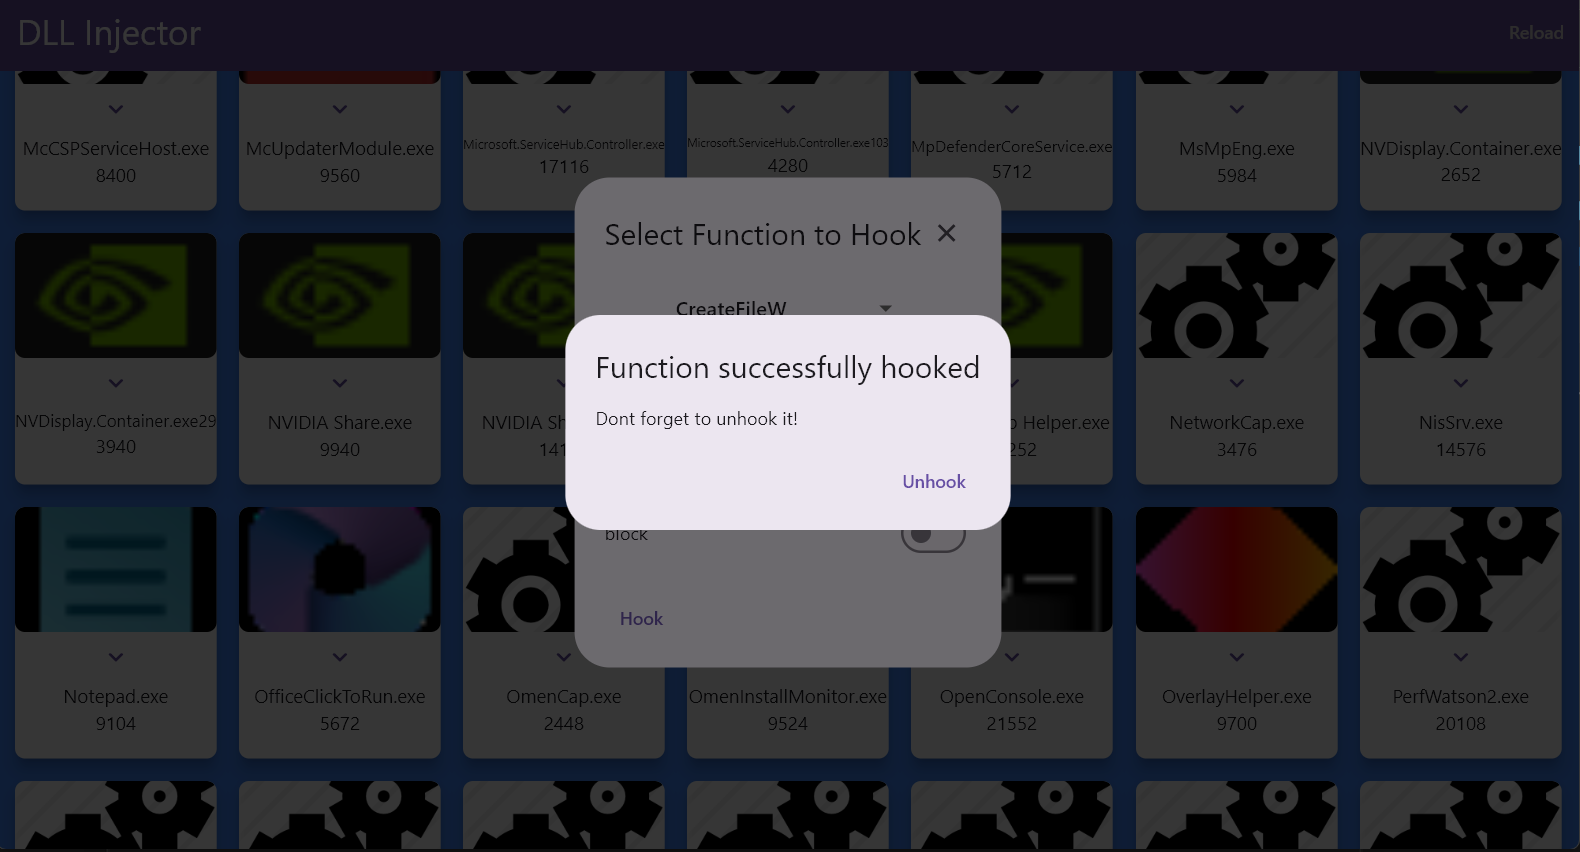 DLL Injector
Reload
McCSPServiceHost.exe
8400
McUpdaterModule.exe
9560
Microsoft.ServiceHub.Controller.exe
17116
Microsoft.ServiceHub.Controller.exe103
4280
MpDefenderCoreService.exe
5712
MsMpEng.exe
5984
NVDisplay.Container.exe
2652
Select Function to Hook
CreateFileW
Function successfully hooked
Dont forget to unhook it!
Unhook
block
Hook
NVDisplay.Container.exe29
3940
NVIDIA Share.exe
9940
NVIDIA Sh
141
Helper.exe
252
NetworkCap.exe
3476
NisSrv.exe
14576
Notepad.exe
9104
OfficeClickToRun.exe
5672
OmenCap.exe
2448
OmenInstallMonitor.exe
9524
OpenConsole.exe
21552
OverlayHelper.exe
9700
PerfWatson2.exe
20108